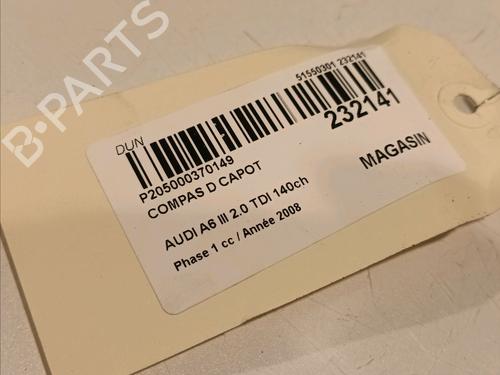 B-PARTS
DUN
51550301 232141
232141
P205000370149
COMPAS D CAPOT
MAGASIN
AUDI A6 III 2.0 TDI 140ch
Phase 1 cc / Année 2008